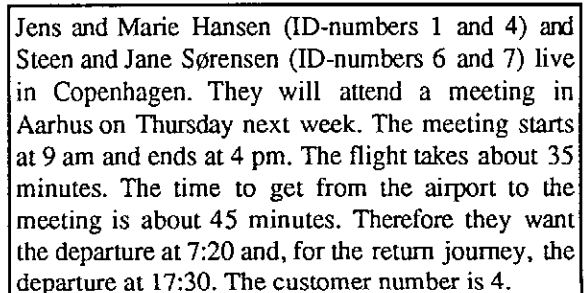 Jens and Marie Hansen (ID-numbers 1 and 4) and
Steen and Jane Sørensen (ID-numbers 6 and 7) live
in Copenhagen. They will attend a meeting in
Aarhus on Thursday next week. The meeting starts
at 9 am and ends at 4 pm. The flight takes about 35
minutes. The time to get from the airport to the
meeting is about 45 minutes. Therefore they want
the departure at 7:20 and, for the return journey, the
departure at 17:30. The customer number is 4.